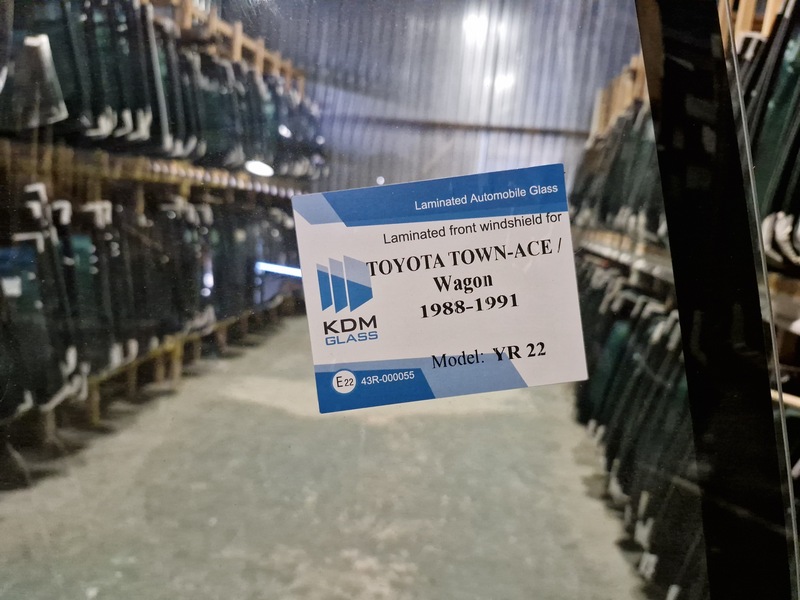 Laminated Automobile Glass
Laminated front windshield for
TOYOTA TOWN-ACE /
Wagon
1988-1991
KDM
GLASS
Model: YR 22
E22 43R-000055